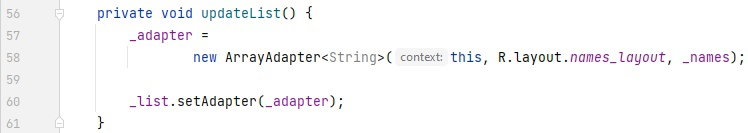 56 private void updateList() {
57 _adapter =
58 new ArrayAdapter<String>( context: this, R.layout.names_layout, _names);
59
60 _list.setAdapter(_adapter);
61 }